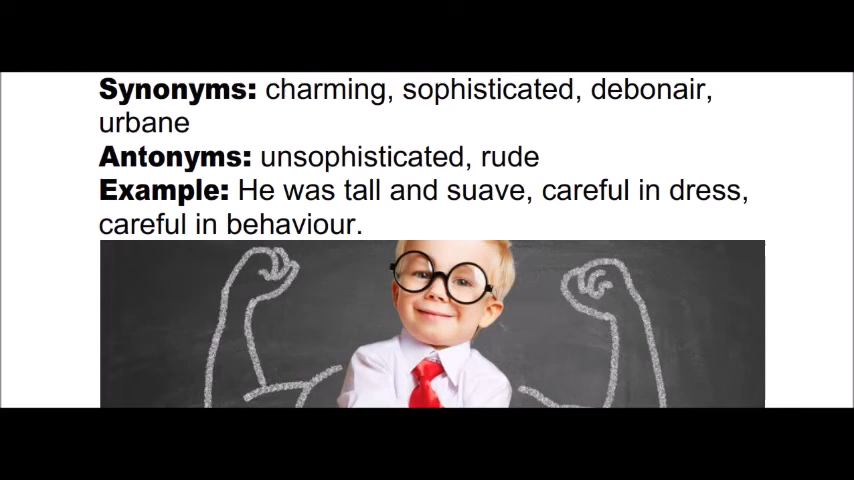 Synonyms: charming, sophisticated, debonair,
urbane
Antonyms: unsophisticated, rude
Example: He was tall and suave, careful in dress,
careful in behaviour.